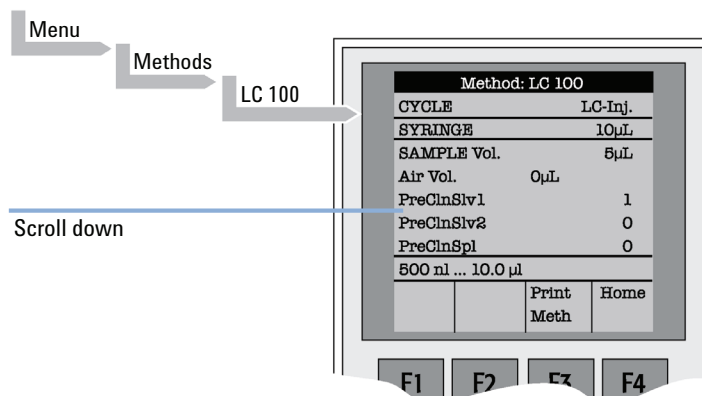 Menu
Methods
LC 100
Method: LC 100
CYCLE LC-Inj.
SYRINGE 10µL
SAMPLE Vol. 5µL
Air Vol. 0µL
PreClnSlv1 1
PreClnSlv2 0
PreClnSpl 0
500 nl ... 10.0 µl
Print Home
Meth
Scroll down
F1 F2 F3 F4